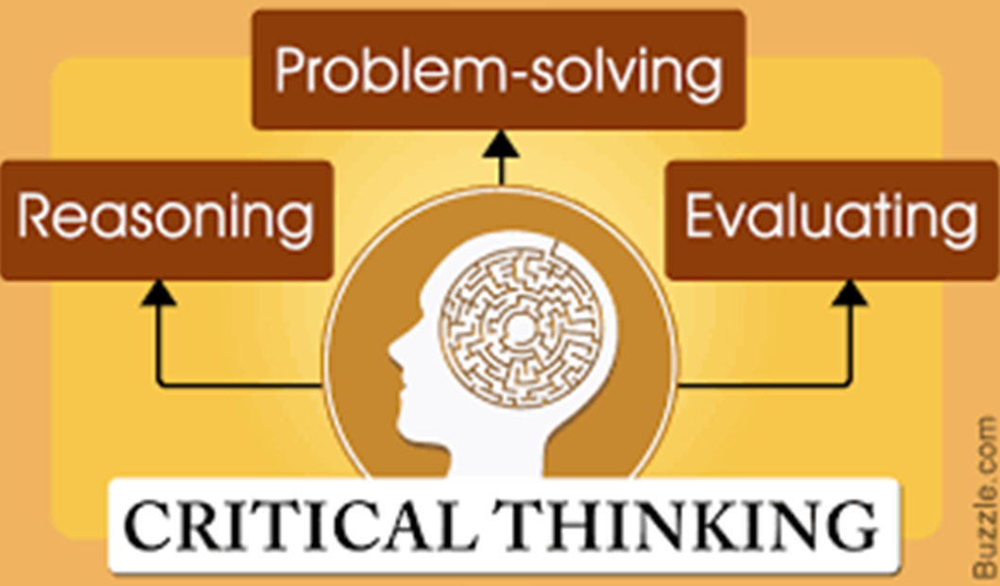 Problem-solving
Reasoning
Evaluating
CRITICAL THINKING
Buzzle.com